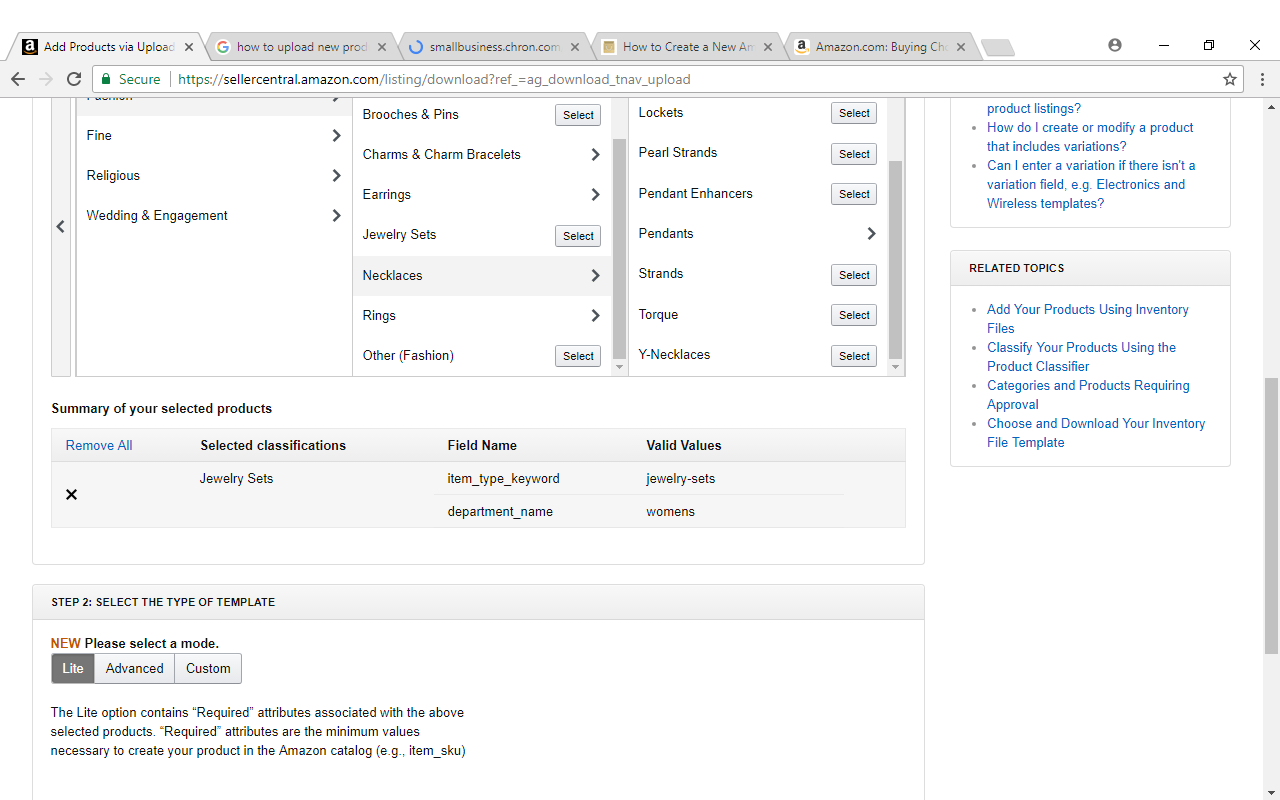 Add Products via Upload
how to upload new prod
smallbusiness.chron.com
How to Create a New Am
Amazon.com: Buying Cho
Secure
https://sellercentral.amazon.com/listing/download?ref_=ag_download_tnav_upload
Fashion
Fine
Religious
Wedding & Engagement
Brooches & Pins Select
Charms & Charm Bracelets
Earrings
Jewelry Sets Select
Necklaces
Rings
Other (Fashion) Select
Lockets Select
Pearl Strands Select
Pendant Enhancers Select
Pendants
Strands Select
Torque Select
Y-Necklaces Select
product listings?
How do I create or modify a product
that includes variations?
Can I enter a variation if there isn't a
variation field, e.g. Electronics and
Wireless templates?
RELATED TOPICS
Add Your Products Using Inventory
Files
Classify Your Products Using the
Product Classifier
Categories and Products Requiring
Approval
Choose and Download Your Inventory
File Template
Summary of your selected products
Remove All Selected classifications Field Name Valid Values
Jewelry Sets item_type_keyword jewelry-sets
department_name womens
STEP 2: SELECT THE TYPE OF TEMPLATE
NEW Please select a mode.
Lite Advanced Custom
The Lite option contains “Required” attributes associated with the above
selected products. “Required” attributes are the minimum values
necessary to create your product in the Amazon catalog (e.g., item_sku)